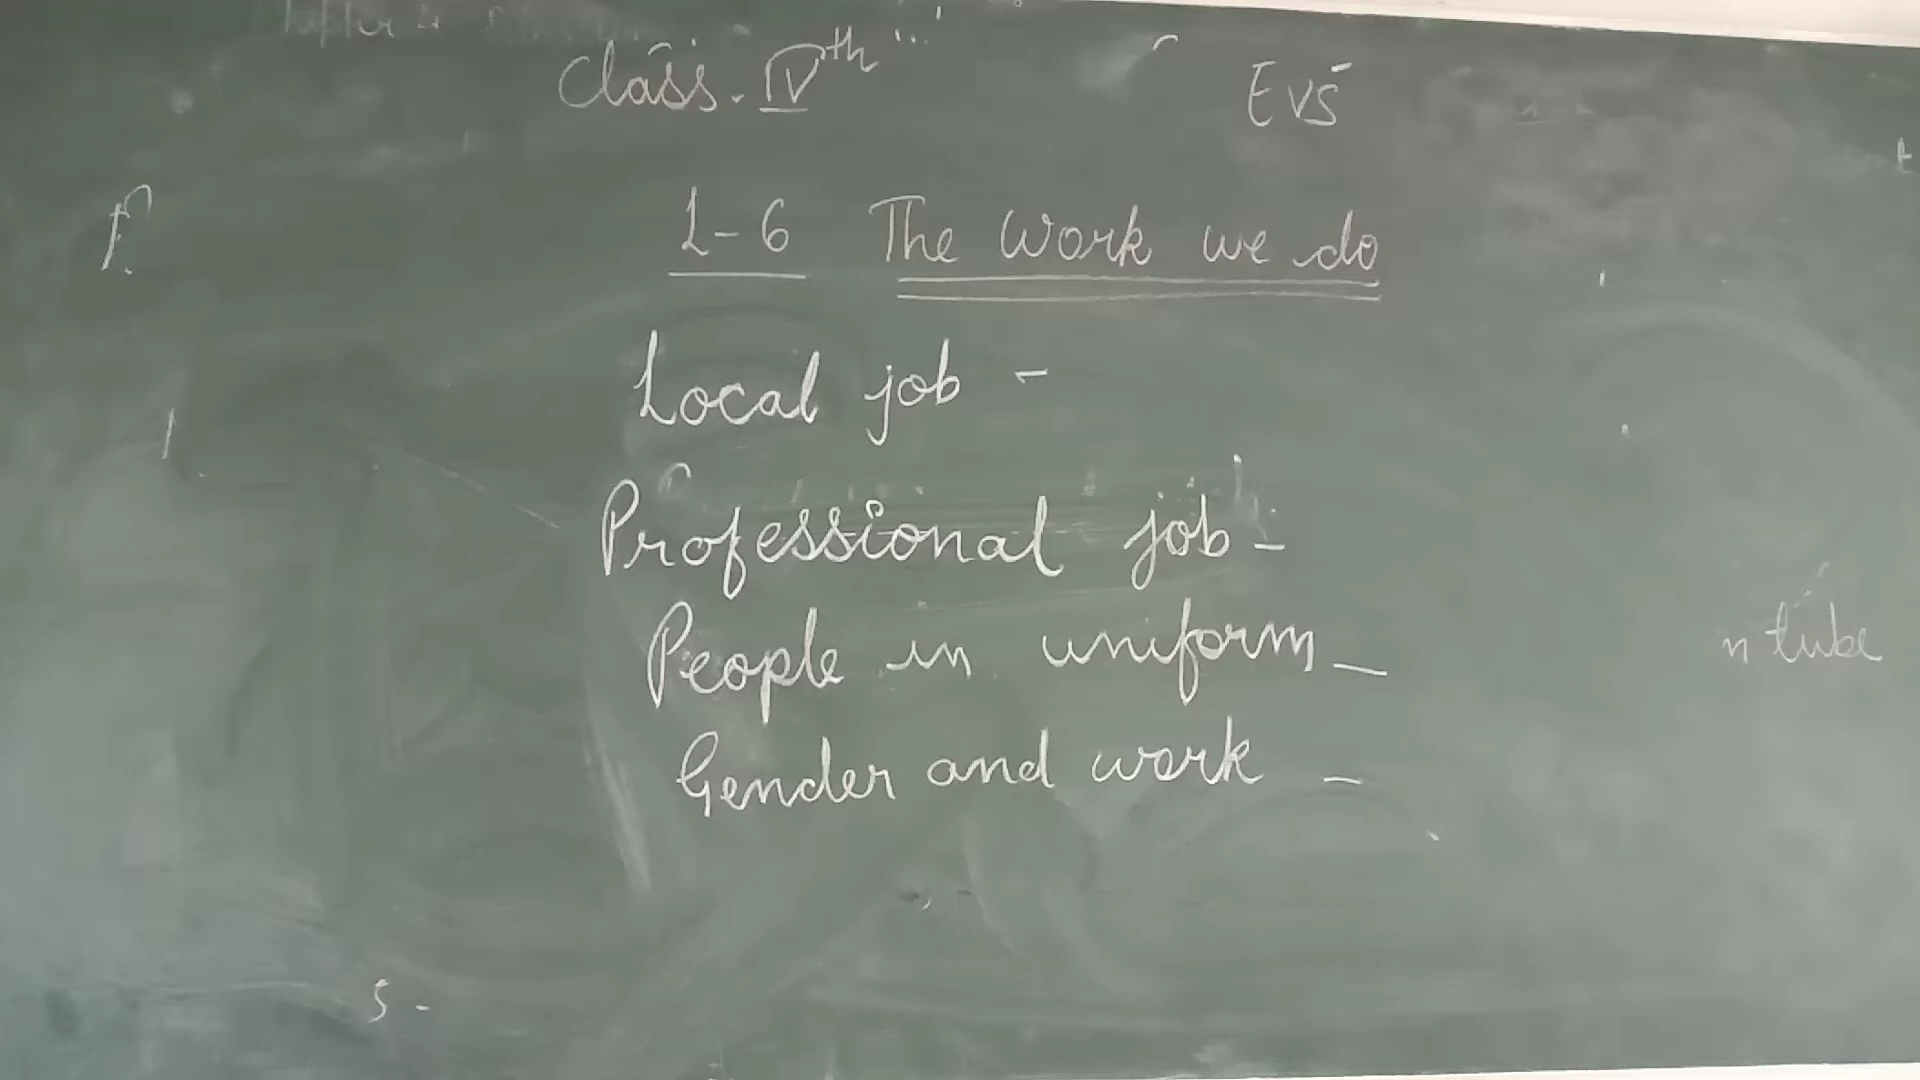 Class. IVth EVS
L-6 The Work we do
Local job -
Professional job -
People in uniform -
n tube
Gender and work -
5 -